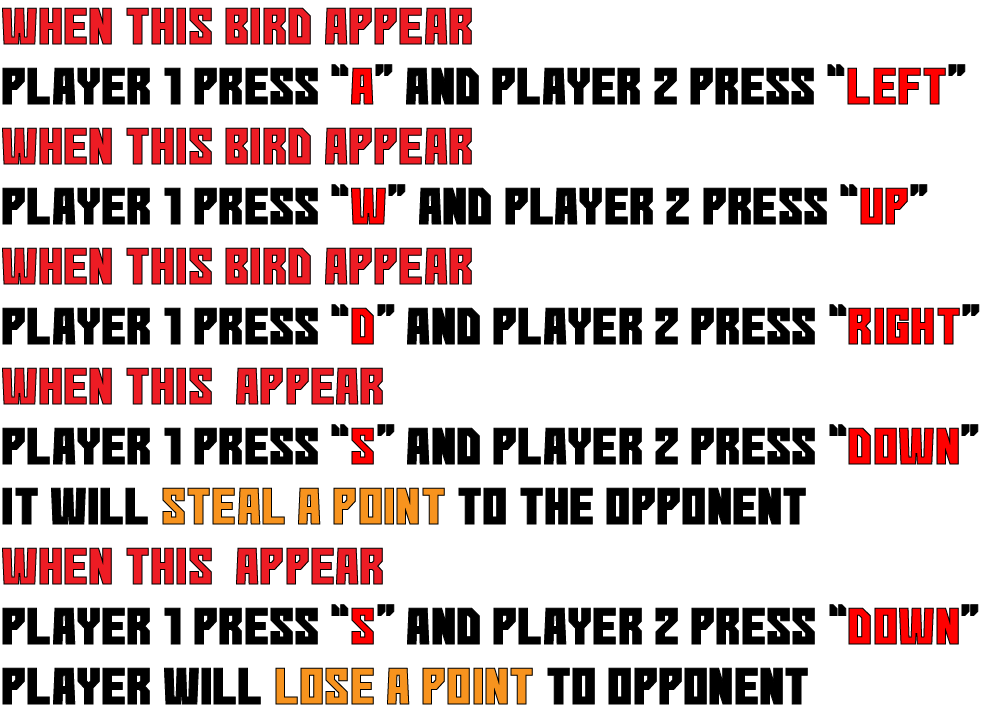 WHEN THIS BIRD APPEAR
PLAYER 1 PRESS "A" AND PLAYER 2 PRESS "LEFT"
WHEN THIS BIRD APPEAR
PLAYER 1 PRESS "W" AND PLAYER 2 PRESS "UP"
WHEN THIS BIRD APPEAR
PLAYER 1 PRESS "D" AND PLAYER 2 PRESS "RIGHT"
WHEN THIS APPEAR
PLAYER 1 PRESS "S" AND PLAYER 2 PRESS "DOWN"
IT WILL STEAL A POINT TO THE OPPONENT
WHEN THIS APPEAR
PLAYER 1 PRESS "S" AND PLAYER 2 PRESS "DOWN"
PLAYER WILL LOSE A POINT TO OPPONENT